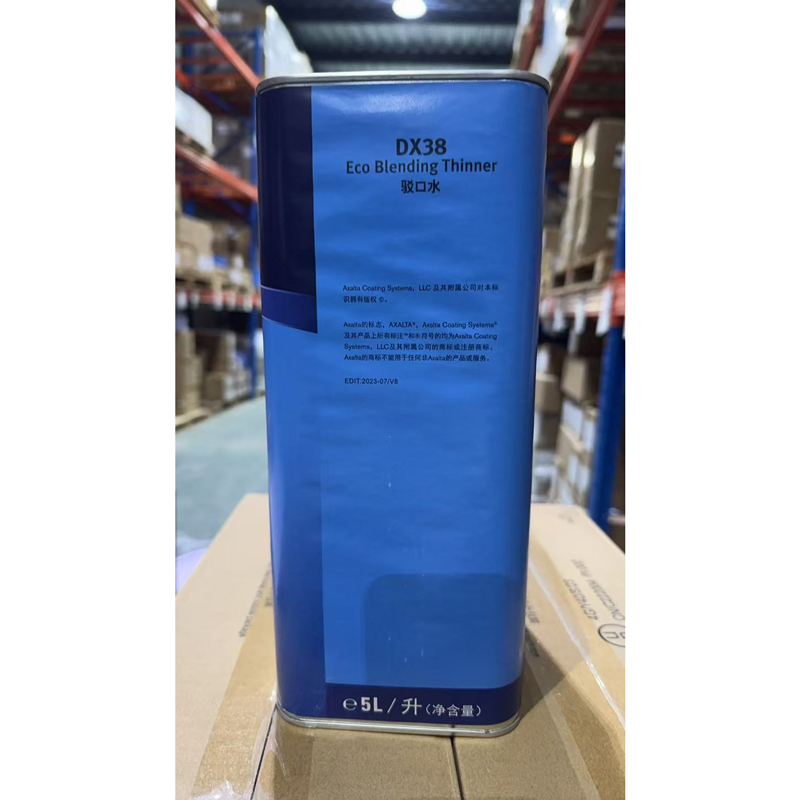 DX38
Eco Blending Thinner
驳口水
Axalta Coating Systems, LLC 及其附属公司对本标
识器有版权 ©。
Axalta的标志、AXALTA®、Axalta Coating Systems®
及其产品上所有标注™和®符号的均为Axalta Coating
Systems, LLC及其附属公司的商标或注册商标。
Axalta的商标不能用于任何非Axalta的产品或服务。
EDIT.2023-07/V8
℮ 5L / 升 (净含量)